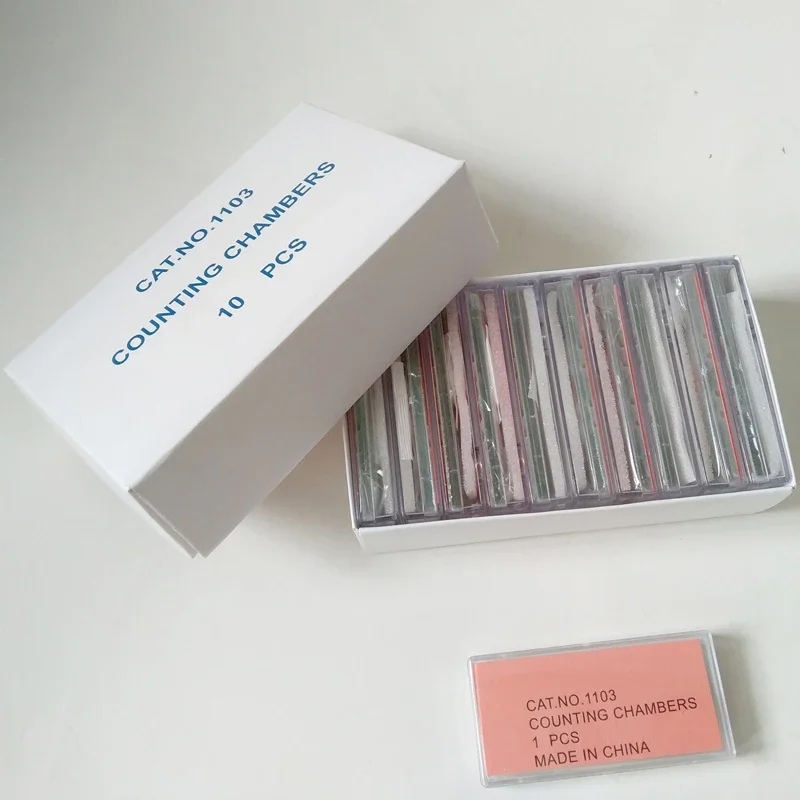 CAT.NO.1103
COUNTING CHAMBERS
10 PCS
CAT.NO.1103
COUNTING CHAMBERS
1 PCS
MADE IN CHINA